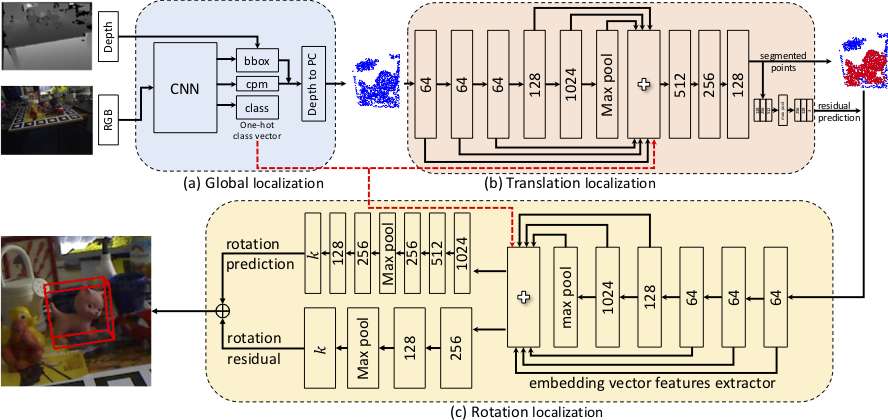 Depth
RGB
CNN
bbox
cpm
class
One-hot
class vector
Depth to PC
(a) Global localization
64
64
64
128
1024
Max pool
+
512
256
128
segmented
points
residual
prediction
(b) Translation localization
rotation
prediction
k
128
256
Max pool
256
512
1024
rotation
residual
k
Max pool
128
256
+
max pool
1024
128
64
64
64
embedding vector features extractor
(c) Rotation localization